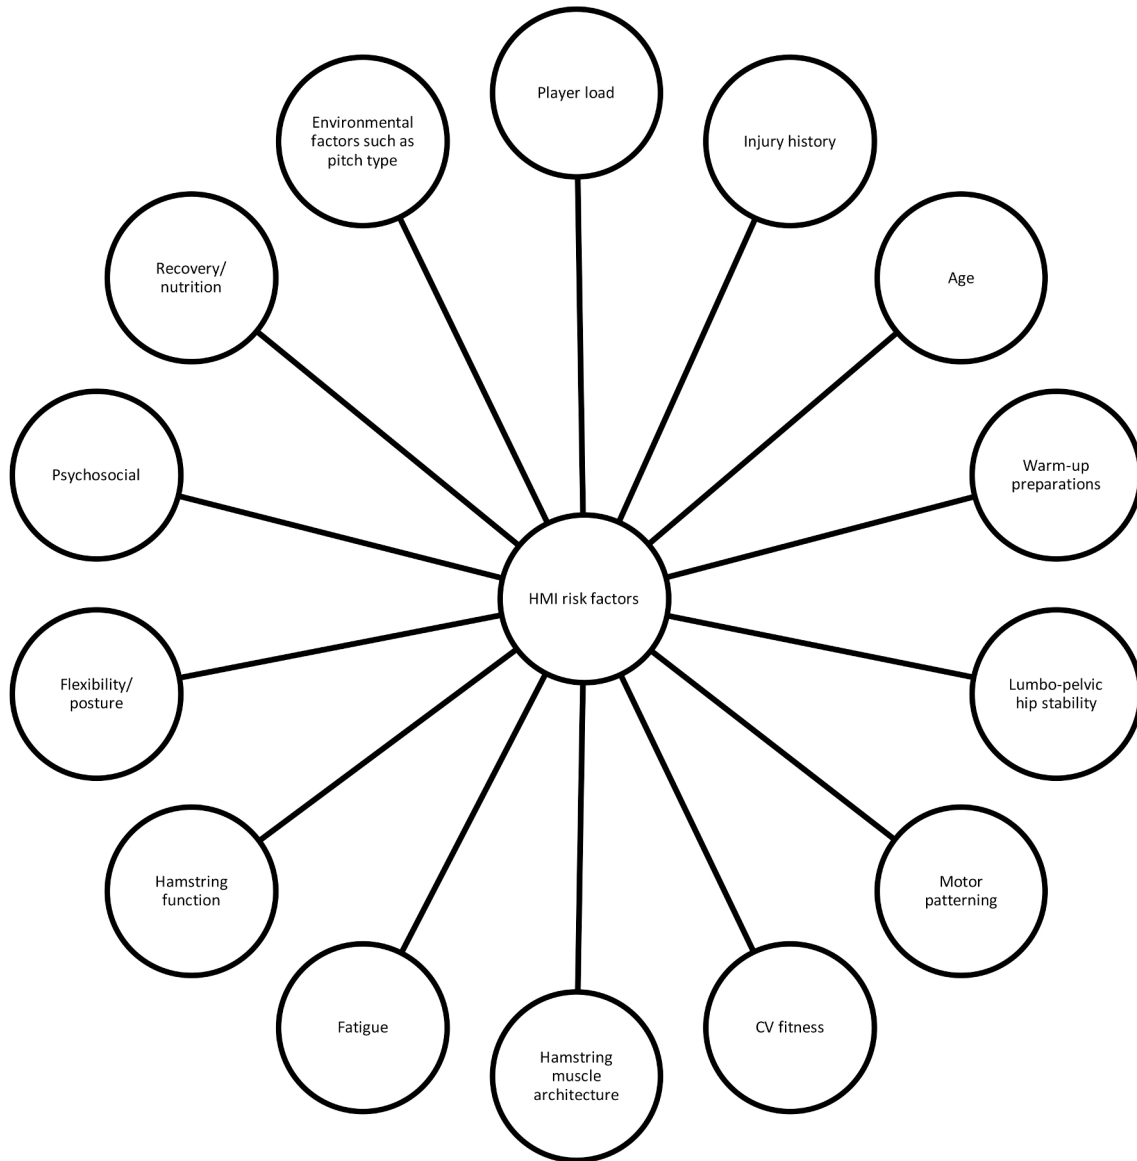 Player load
Injury history
Age
Warm-up
preparations
Lumbo-pelvic
hip stability
Motor
patterning
CV fitness
Hamstring
muscle
architecture
Fatigue
Hamstring
function
Flexibility/
posture
Psychosocial
Recovery/
nutrition
Environmental
factors such as
pitch type
HMI risk factors